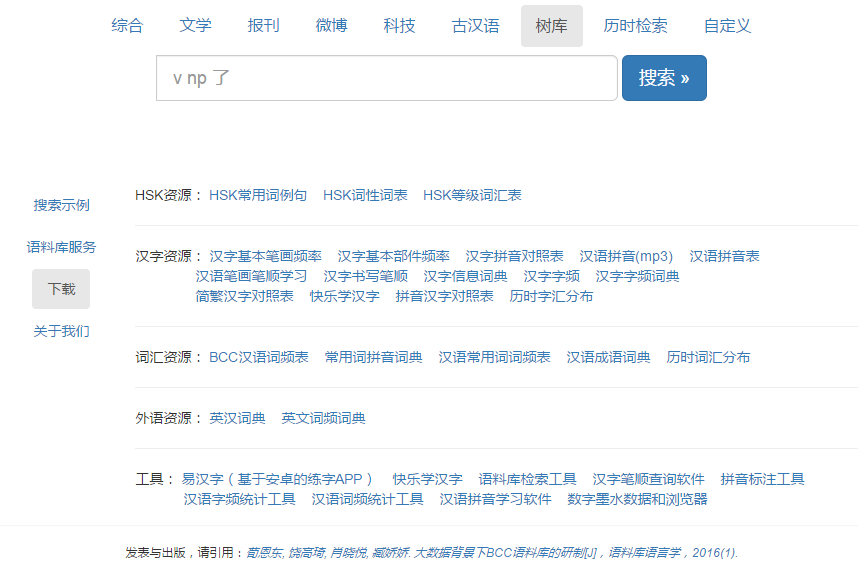 综合 文学 报刊 微博 科技 古汉语 树库 历时检索 自定义
v np 了 搜索 »
HSK资源： HSK常用词例句 HSK词性词表 HSK等级词汇表
搜索示例
语料库服务
下载
关于我们
汉字资源： 汉字基本笔画频率 汉字基本部件频率 汉字拼音对照表 汉语拼音(mp3) 汉语拼音表
汉语笔画笔顺学习 汉字书写笔顺 汉字信息词典 汉字字频 汉字字频词典
简繁汉字对照表 快乐学汉字 拼音汉字对照表 历时字汇分布
词汇资源： BCC汉语词频表 常用词拼音词典 汉语常用词词频表 汉语成语词典 历时词汇分布
外语资源： 英汉词典 英文词频词典
工具： 易汉字（基于安卓的练字APP） 快乐学汉字 语料库检索工具 汉字笔顺查询软件 拼音标注工具
汉语字频统计工具 汉语词频统计工具 汉语拼音学习软件 数字墨水数据和浏览器
发表与出版，请引用：荀恩东, 饶高琦, 肖晓悦, 臧娇娇. 大数据背景下BCC语料库的研制[J]，语料库语言学，2016(1).